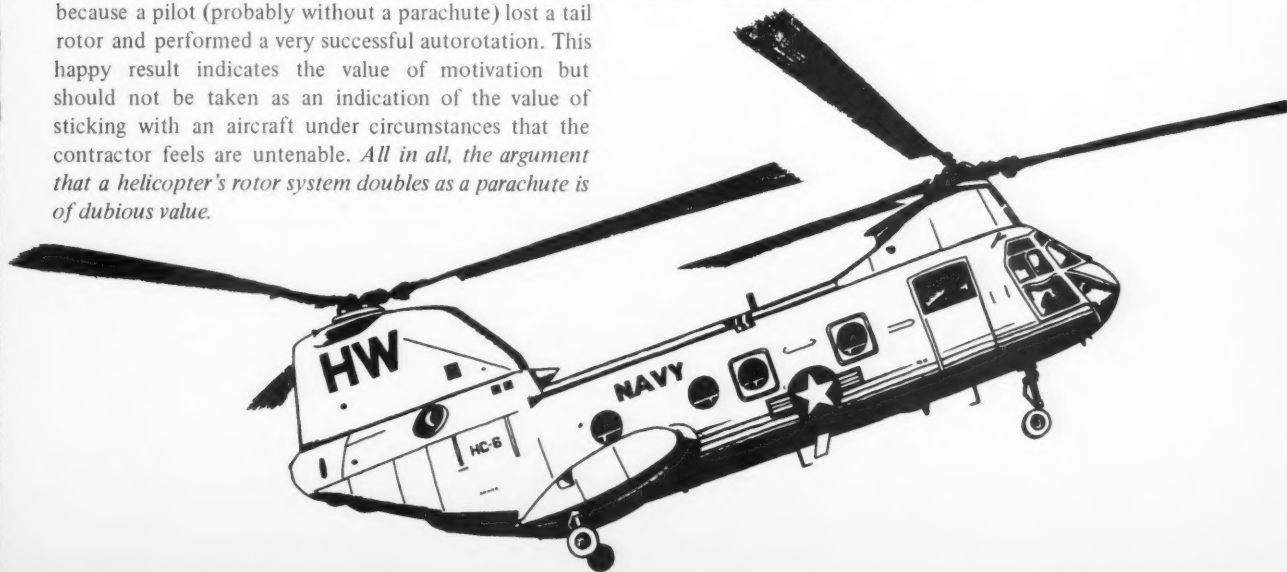 because a pilot (probably without a parachute) lost a tail
rotor and performed a very successful autorotation. This
happy result indicates the value of motivation but
should not be taken as an indication of the value of
sticking with an aircraft under circumstances that the
contractor feels are untenable. All in all, the argument
that a helicopter's rotor system doubles as a parachute is
of dubious value.
HW
NAVY
HC-6